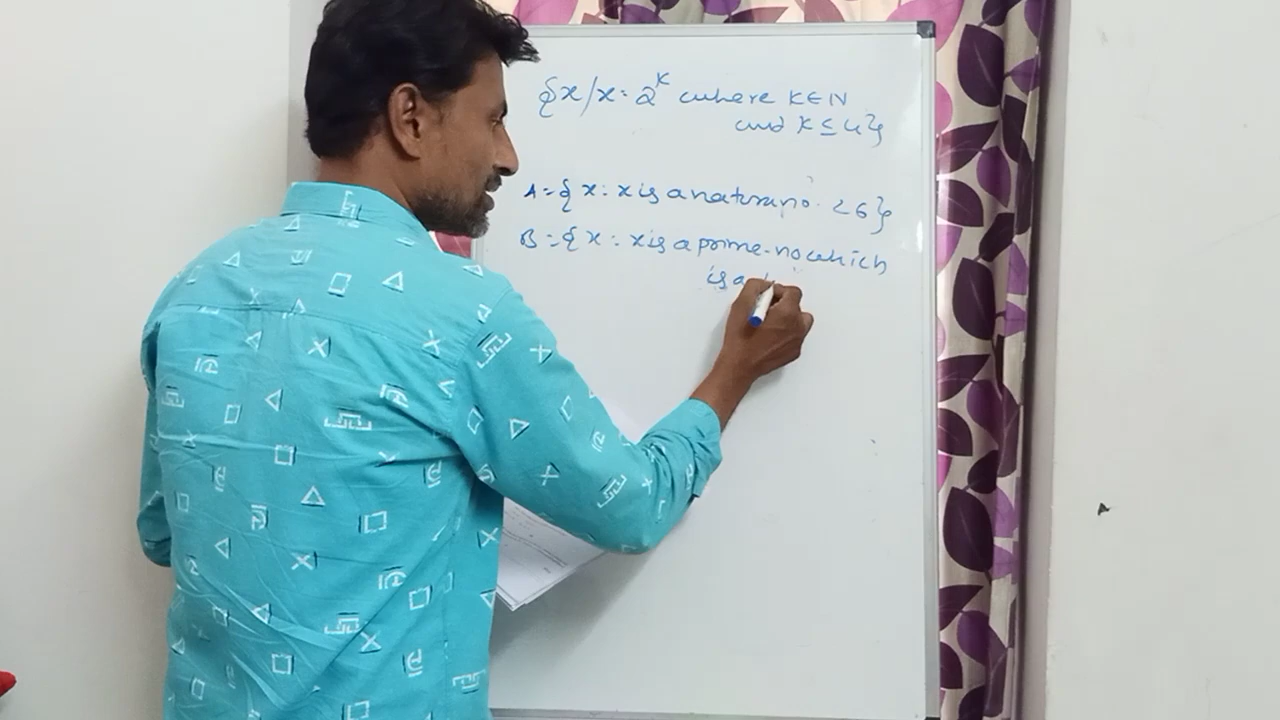 {x/x: 2^K where K∈N
and K ≤ 4}
A={ x: x is a natural no. <6}
B={ x: x is a prime-no which
is a